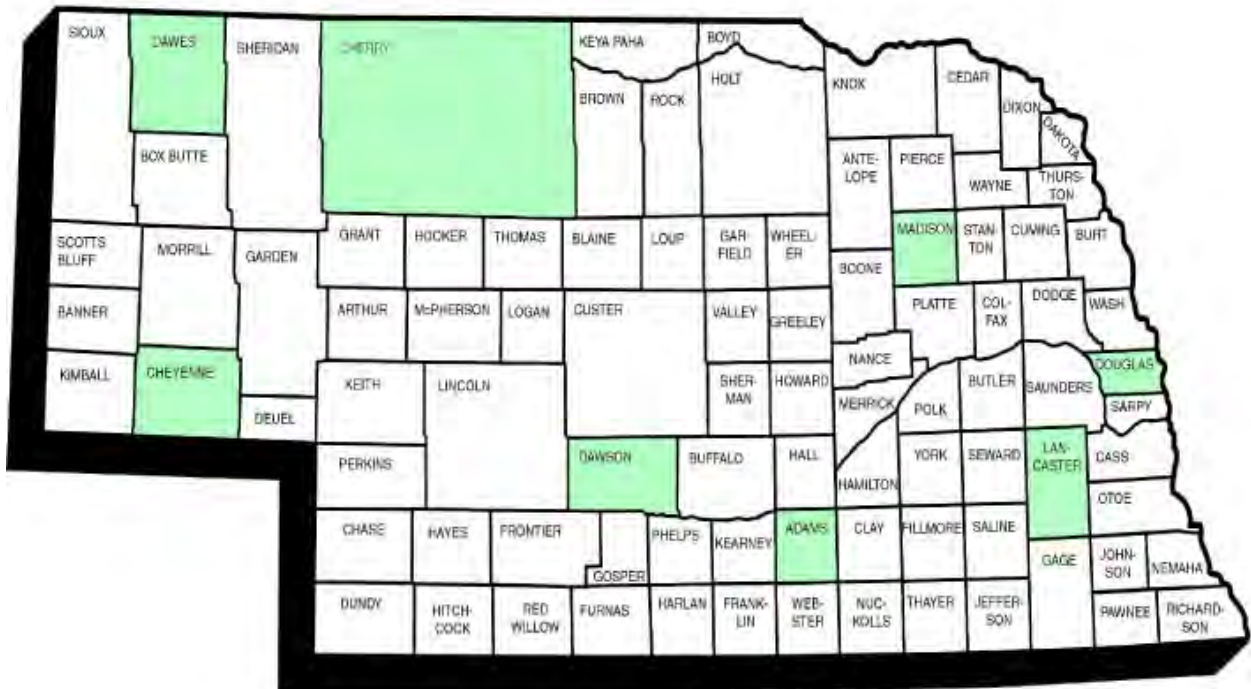 SIOUX
DAWES
SHERIDAN
CHERRY
KEYA PAHA
BOYD
BROWN
ROCK
HOLT
KNOX
CEDAR
DIXON
DAKOTA
BOX BUTTE
ANTE-
LOPE
PIERCE
WAYNE
THURS-
TON
SCOTTS
BLUFF
MORRILL
GARDEN
GRANT
HOOKER
THOMAS
BLAINE
LOUP
GAR-
FIELD
WHEEL-
ER
BOONE
MADISON
STAN-
TON
CUMING
BURT
BANNER
ARTHUR
McPHERSON
LOGAN
CUSTER
VALLEY
GREELEY
PLATTE
COL-
FAX
DODGE
WASH
KIMBALL
CHEYENNE
DEUEL
KEITH
LINCOLN
SHER-
MAN
HOWARD
NANCE
MERRICK
POLK
BUTLER
SAUNDERS
DOUGLAS
SARPY
PERKINS
DAWSON
BUFFALO
HALL
HAMILTON
YORK
SEWARD
LAN-
CASTER
CASS
OTOE
CHASE
HAYES
FRONTIER
GOSPER
PHELPS
KEARNEY
ADAMS
CLAY
FILLMORE
SALINE
GAGE
JOHN-
SON
NEMAHA
DUNDY
HITCH-
COCK
RED
WILLOW
FURNAS
HARLAN
FRANK-
LIN
WEB-
STER
NUC-
KOLLS
THAYER
JEFFER-
SON
PAWNEE
RICHARD-
SON